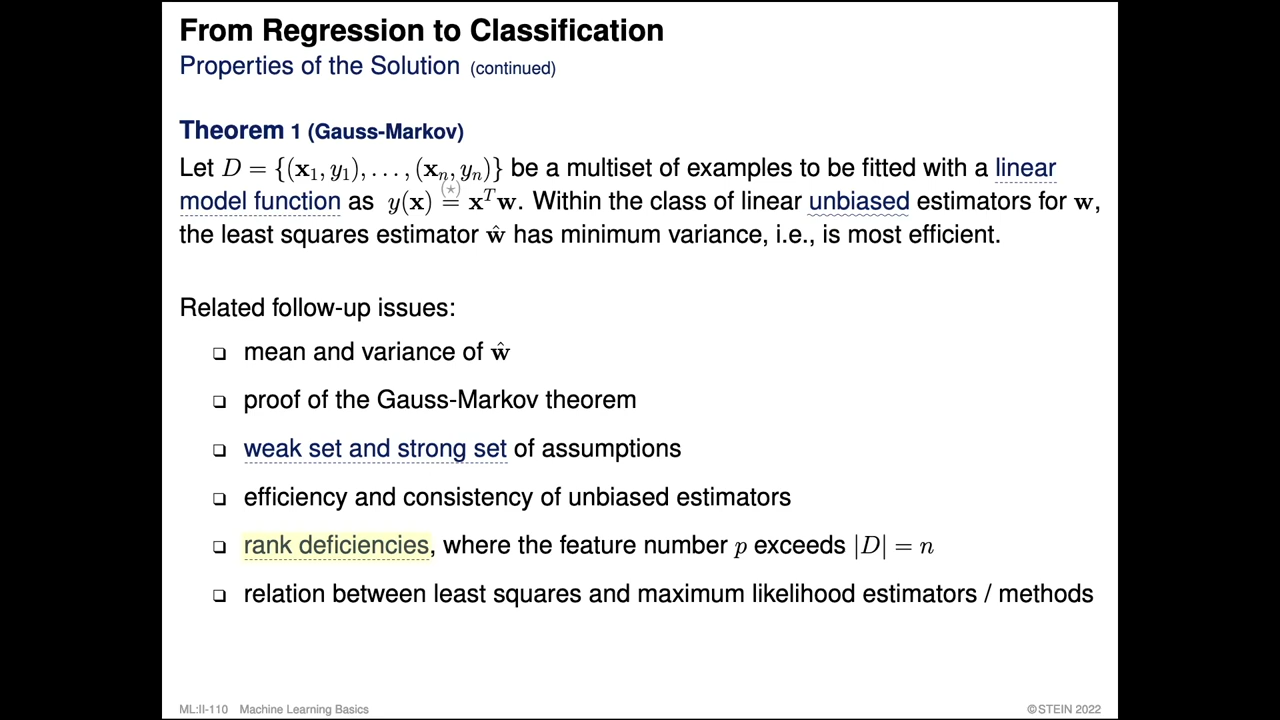 From Regression to Classification
Properties of the Solution (continued)
Theorem 1 (Gauss-Markov)
Let D = {(x₁, y₁), . . . , (xₙ, yₙ)} be a multiset of examples to be fitted with a linear
model function as y(x) (⋆)= xᵀw. Within the class of linear unbiased estimators for w,
the least squares estimator ŵ has minimum variance, i.e., is most efficient.
Related follow-up issues:
❑ mean and variance of ŵ
❑ proof of the Gauss-Markov theorem
❑ weak set and strong set of assumptions
❑ efficiency and consistency of unbiased estimators
❑ rank deficiencies, where the feature number p exceeds |D| = n
❑ relation between least squares and maximum likelihood estimators / methods
ML:II-110 Machine Learning Basics ©STEIN 2022